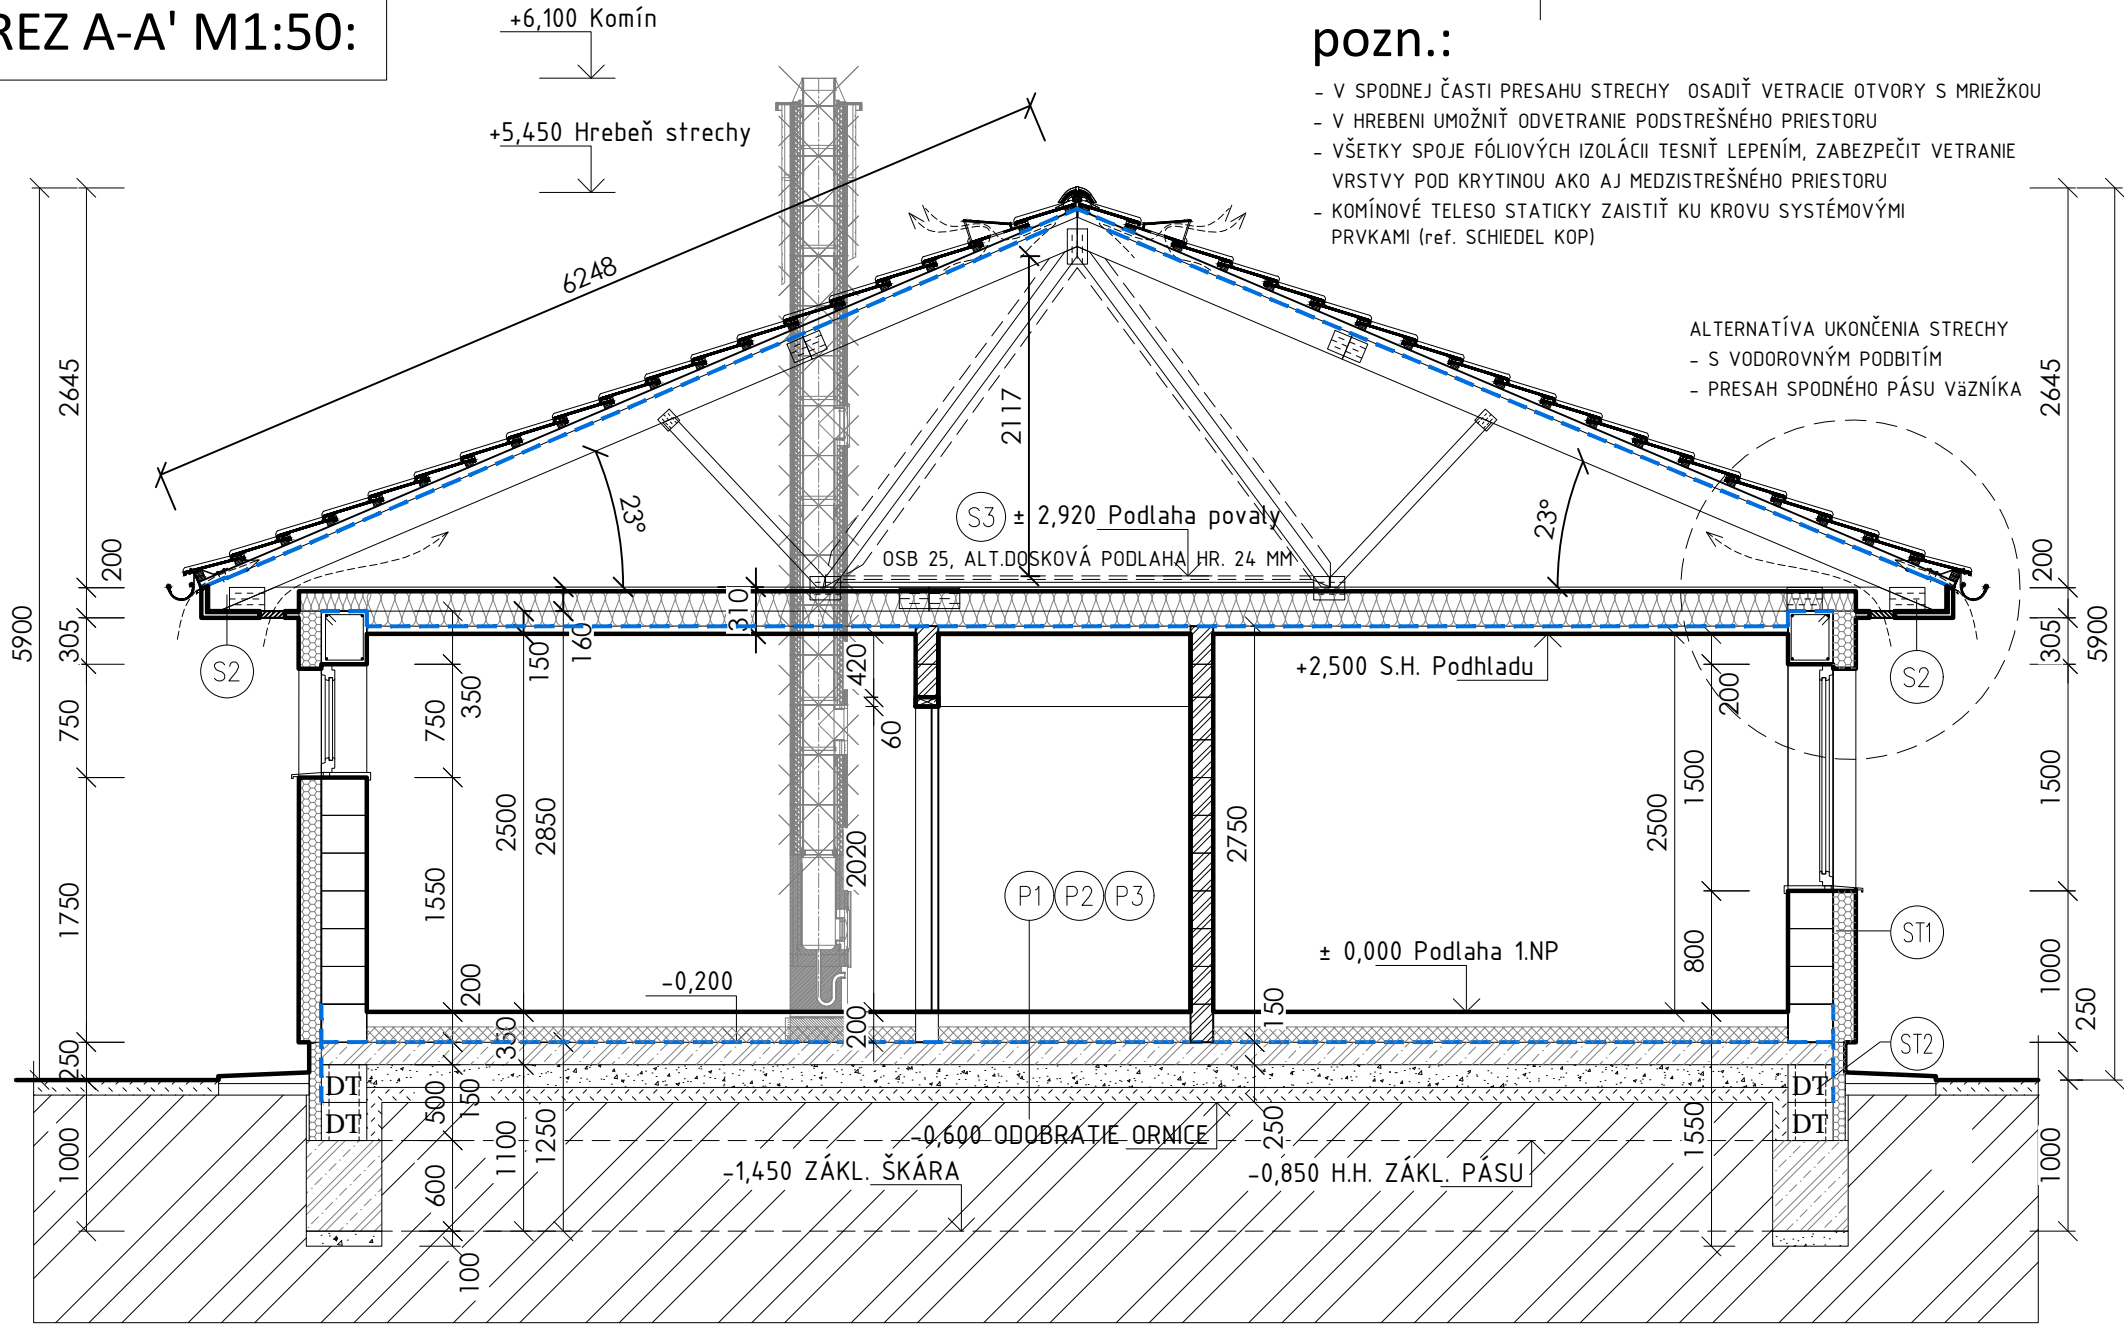 REZ A-A' M1:50:
+6,100 Komín
+5,450 Hrebeň strechy
pozn.:
- V SPODNEJ ČASTI PRESAHU STRECHY OSADIŤ VETRACIE OTVORY S MRIEŽKOU
- V HREBENI UMOŽNIŤ ODVETRANIE PODSTREŠNÉHO PRIESTORU
- VŠETKY SPOJE FÓLIOVÝCH IZOLÁCII TESNIŤ LEPENÍM, ZABEZPEČIT VETRANIE
VRSTVY POD KRYTINOU AKO AJ MEDZISTREŠNÉHO PRIESTORU
- KOMÍNOVÉ TELESO STATICKY ZAISTIŤ KU KROVU SYSTÉMOVÝMI
PRVKAMI (ref. SCHIEDEL KOP)
ALTERNATÍVA UKONČENIA STRECHY
- S VODOROVNÝM PODBITÍM
- PRESAH SPODNÉHO PÁSU VäZNÍKA
6248
2645
2117
2645
23°
23°
S3
± 2,920 Podlaha povaly
OSB 25, ALT.DOSKOVÁ PODLAHA HR. 24 MM
200
200
5900
305
5900
305
310
150
160
S2
S2
350
420
+2,500 S.H. Podhladu
200
750
750
60
2500
2850
2750
2500
1500
1500
1550
2020
1750
P1
P2
P3
ST1
800
± 0,000 Podlaha 1.NP
-0,200
200
1000
250
200
350
150
250
ST2
DT
DT
DT
DT
500
150
250
-0,600 ODOBRATIE ORNICE
-1,450 ZÁKL. ŠKÁRA
-0,850 H.H. ZÁKL. PÁSU
1000
600
1100
1250
1550
1000
100